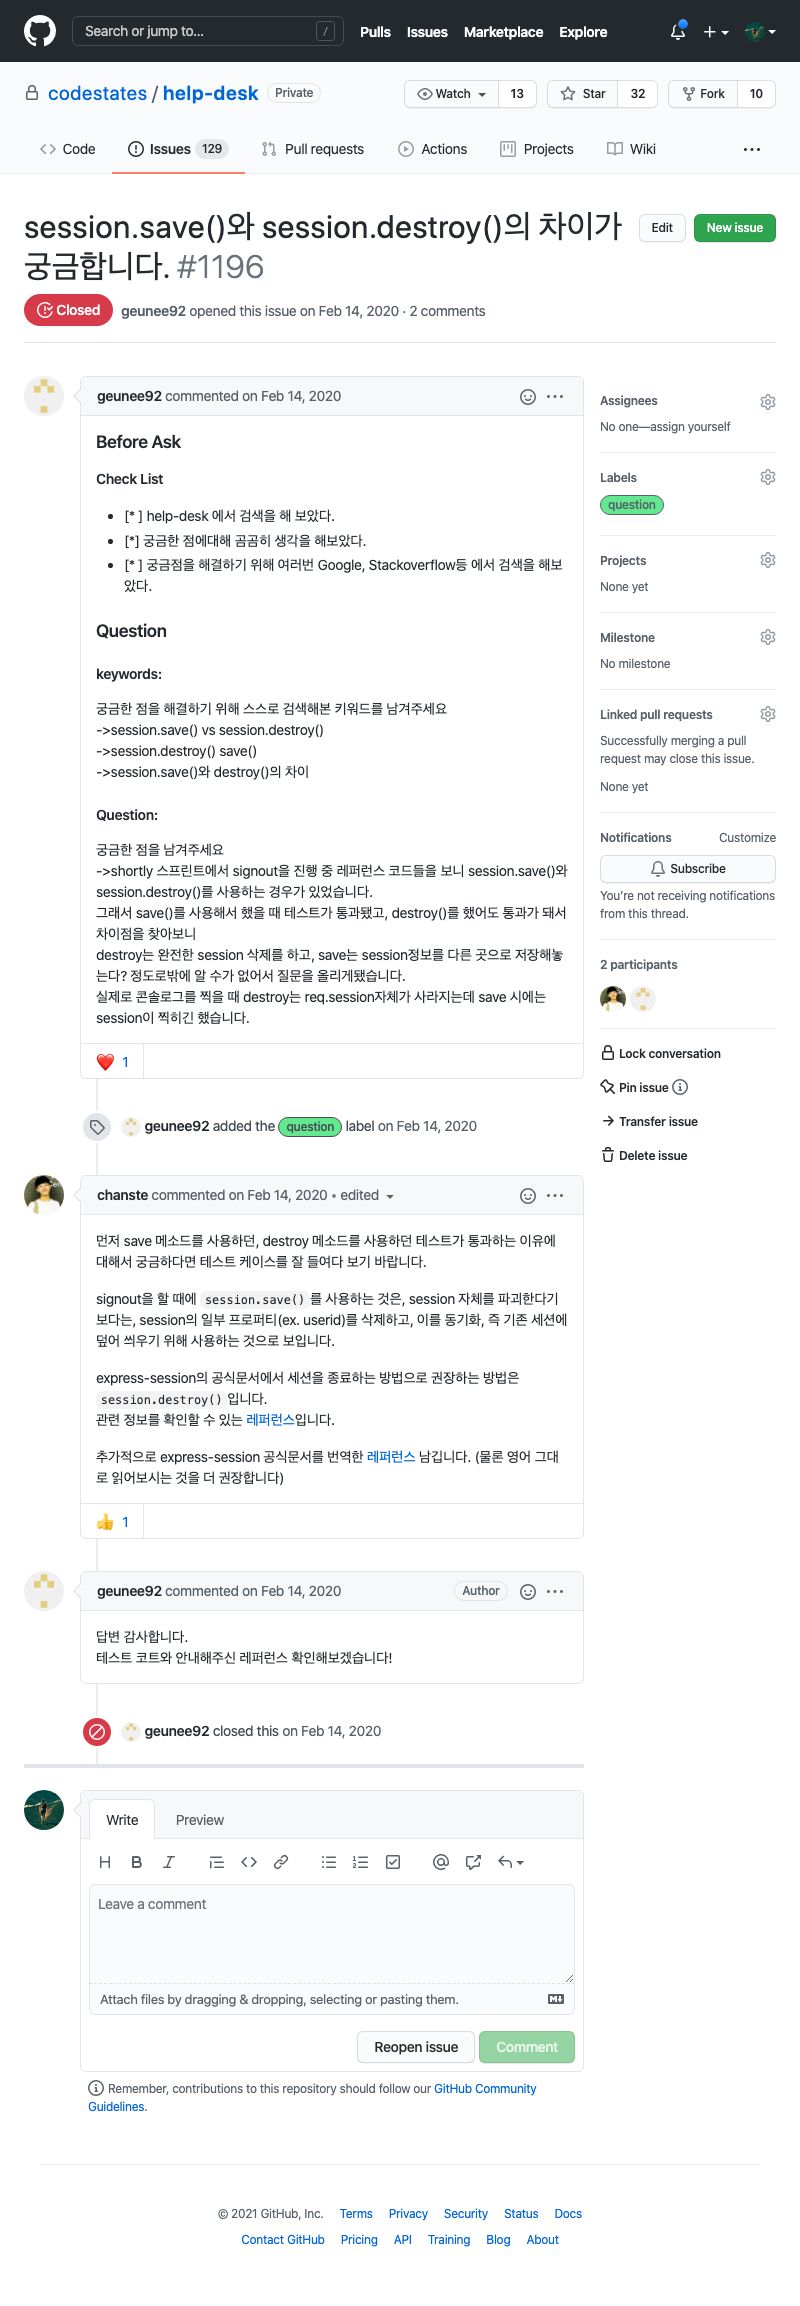 Search or jump to...
/
Pulls
Issues
Marketplace
Explore
codestates / help-desk
Private
Watch
13
Star
32
Fork
10
Code
Issues 129
Pull requests
Actions
Projects
Wiki
session.save()와 session.destroy()의 차이가
궁금합니다. #1196
Edit
New issue
Closed
geunee92 opened this issue on Feb 14, 2020 · 2 comments
geunee92 commented on Feb 14, 2020
Before Ask
Check List
[* ] help-desk 에서 검색을 해 보았다.
[*] 궁금한 점에대해 곰곰히 생각을 해보았다.
[* ] 궁금점을 해결하기 위해 여러번 Google, Stackoverflow등 에서 검색을 해보
았다.
Question
keywords:
궁금한 점을 해결하기 위해 스스로 검색해본 키워드를 남겨주세요
->session.save() vs session.destroy()
->session.destroy() save()
->session.save()와 destroy()의 차이
Question:
궁금한 점을 남겨주세요
->shortly 스프린트에서 signout을 진행 중 레퍼런스 코드들을 보니 session.save()와
session.destroy()를 사용하는 경우가 있었습니다.
그래서 save()를 사용해서 했을 때 테스트가 통과됐고, destroy()를 했어도 통과가 돼서
차이점을 찾아보니
destroy는 완전한 session 삭제를 하고, save는 session정보를 다른 곳으로 저장해놓
는다? 정도로밖에 알 수가 없어서 질문을 올리게됐습니다.
실제로 콘솔로그를 찍을 때 destroy는 req.session자체가 사라지는데 save 시에는
session이 찍히긴 했습니다.
1
geunee92 added the question label on Feb 14, 2020
chanste commented on Feb 14, 2020 • edited
먼저 save 메소드를 사용하던, destroy 메소드를 사용하던 테스트가 통과하는 이유에
대해서 궁금하다면 테스트 케이스를 잘 들여다 보기 바랍니다.
signout을 할 때에 session.save() 를 사용하는 것은, session 자체를 파괴한다기
보다는, session의 일부 프로퍼티(ex. userid)를 삭제하고, 이를 동기화, 즉 기존 세션에
덮어 씌우기 위해 사용하는 것으로 보입니다.
express-session의 공식문서에서 세션을 종료하는 방법으로 권장하는 방법은
session.destroy() 입니다.
관련 정보를 확인할 수 있는 레퍼런스입니다.
추가적으로 express-session 공식문서를 번역한 레퍼런스 남깁니다. (물론 영어 그대
로 읽어보시는 것을 더 권장합니다)
1
geunee92 commented on Feb 14, 2020
Author
답변 감사합니다.
테스트 코트와 안내해주신 레퍼런스 확인해보겠습니다!
geunee92 closed this on Feb 14, 2020
Write
Preview
Leave a comment
Attach files by dragging & dropping, selecting or pasting them.
Reopen issue
Comment
Remember, contributions to this repository should follow our GitHub Community
Guidelines.
Assignees
No one—assign yourself
Labels
question
Projects
None yet
Milestone
No milestone
Linked pull requests
Successfully merging a pull
request may close this issue.
None yet
Notifications
Customize
Subscribe
You're not receiving notifications
from this thread.
2 participants
Lock conversation
Pin issue
Transfer issue
Delete issue
© 2021 GitHub, Inc.
Terms
Privacy
Security
Status
Docs
Contact GitHub
Pricing
API
Training
Blog
About